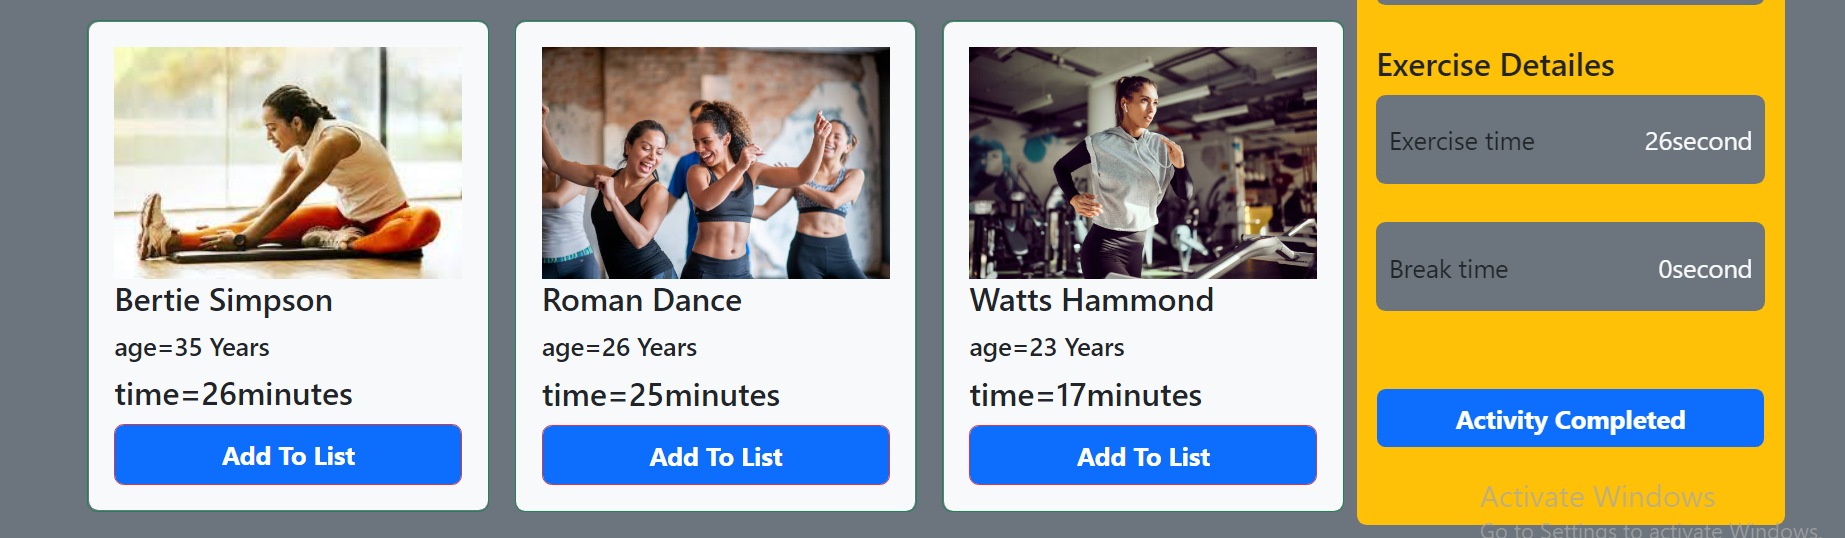 Bertie Simpson
age=35 Years
time=26minutes
Add To List
Roman Dance
age=26 Years
time=25minutes
Add To List
Watts Hammond
age=23 Years
time=17minutes
Add To List
Exercise Detailes
Exercise time 26second
Break time 0second
Activity Completed
Activate Windows
Go to Settings to activate Windows.